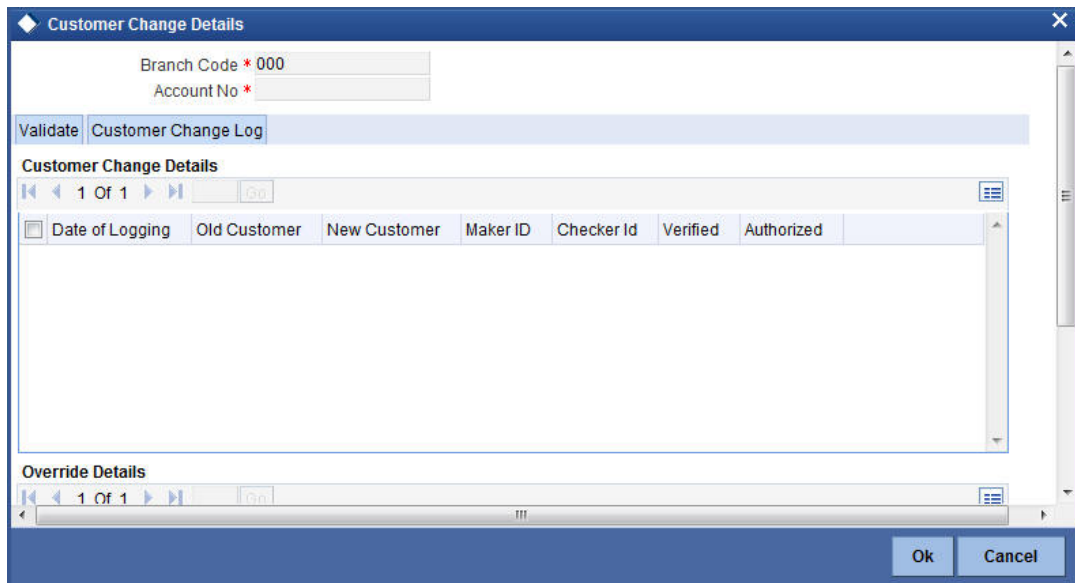 Customer Change Details
Branch Code * 000
Account No *
Validate Customer Change Log
Customer Change Details
1 Of 1 Go
Date of Logging Old Customer New Customer Maker ID Checker Id Verified Authorized
Override Details
1 Of 1 Go
Ok Cancel